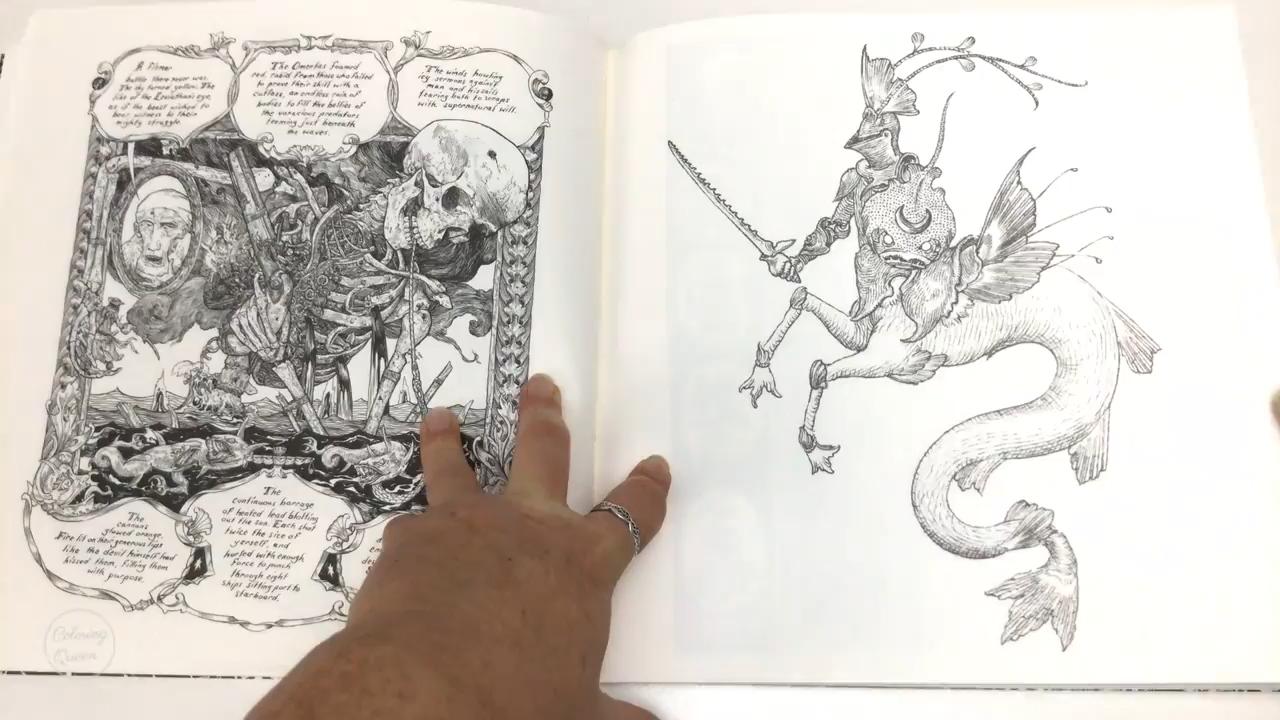 A finer
battle there never was.
The sky turned yellow. The
like of the Leviathan's eye,
as if the beast wished to
bear witness to their
mighty struggle.
The Omertas foamed
red, rabid from those who failed
to prove their skill with a
cutlass, an endless rain of
bodies to fill the bellies of
the voracious predators
teeming just beneath
the waves.
The winds howling
icy sermons against
man and his sails
tearing both to scraps
with supernatural will.
The
cannons
glowed orange.
Fire lit on their generous lips
like the devil himself had
kissed them, filling them
with purpose.
The
continuous barrage
of heated lead blotting
out the sun. Each shot
twice the size of
yerself, and
hurled with enough
force to punch
through eight
ships sitting port to
starboard.
Coloring
Queen